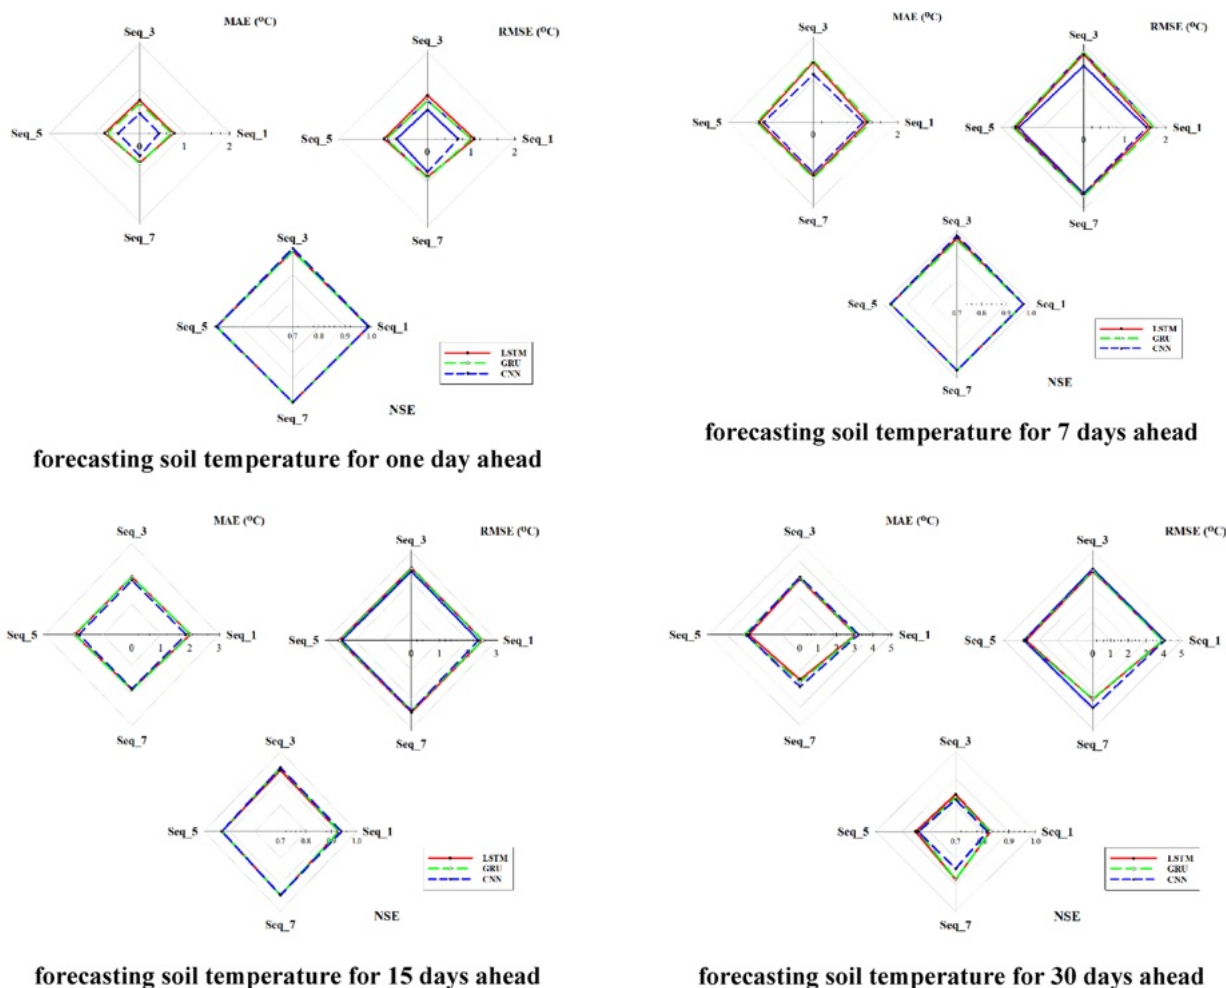 MAE (°C)
Seq_3
Seq_5
Seq_1
0 1 2
Seq_7
RMSE (°C)
Seq_3
Seq_5
Seq_1
0 1 2
Seq_7
Seq_3
Seq_5
Seq_1
0.7 0.8 0.9 1.0
Seq_7
NSE
LSTM
GRU
CNN
forecasting soil temperature for one day ahead
MAE (°C)
Seq_3
Seq_5
Seq_1
0 2
Seq_7
RMSE (°C)
Seq_3
Seq_5
Seq_1
0 1 2
Seq_7
Seq_3
Seq_5
Seq_1
0.7 0.8 0.9 1.0
Seq_7
NSE
LSTM
GRU
CNN
forecasting soil temperature for 7 days ahead
MAE (°C)
Seq_3
Seq_5
Seq_1
0 1 2 3
Seq_7
RMSE (°C)
Seq_3
Seq_5
Seq_1
0 1 2 3
Seq_7
Seq_3
Seq_5
Seq_1
0.7 0.8 0.9 1.0
Seq_7
NSE
LSTM
GRU
CNN
forecasting soil temperature for 15 days ahead
MAE (°C)
Seq_3
Seq_5
Seq_1
0 1 2 3 4 5
Seq_7
RMSE (°C)
Seq_3
Seq_5
Seq_1
0 1 2 3 4 5
Seq_7
Seq_3
Seq_5
Seq_1
0.7 0.8 0.9 1.0
Seq_7
NSE
LSTM
GRU
CNN
forecasting soil temperature for 30 days ahead